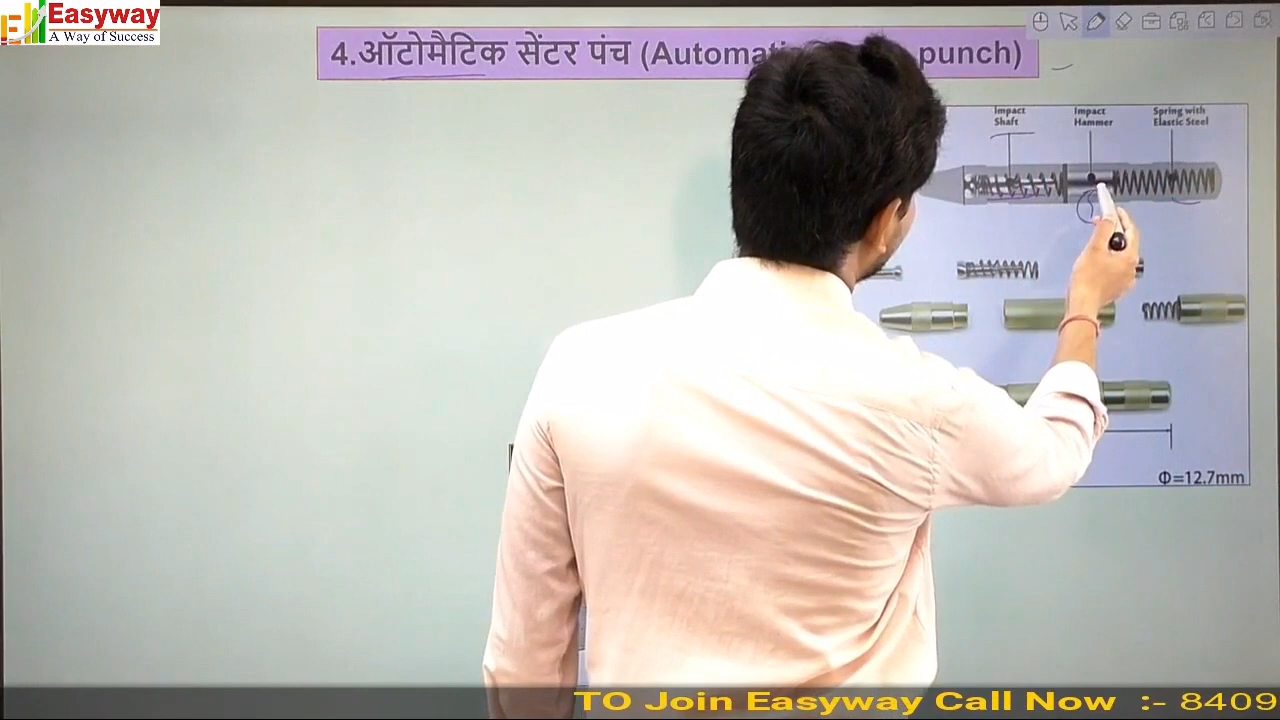 Easyway
A Way of Success
4.ऑटोमैटिक सेंटर पंच (Automati punch)
Impact
Shaft
Impact
Hammer
Spring with
Elastic Steel
Φ=12.7mm
TO Join Easyway Call Now :- 8409